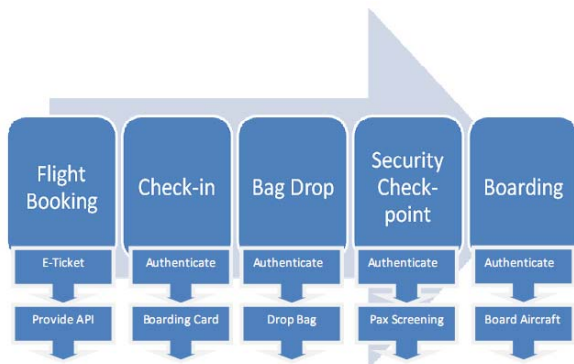 Flight
Booking
Check-in
Bag Drop
Security
Check-
point
Boarding
E-Ticket
Authenticate
Authenticate
Authenticate
Authenticate
Provide API
Boarding Card
Drop Bag
Pax Screening
Board Aircraft